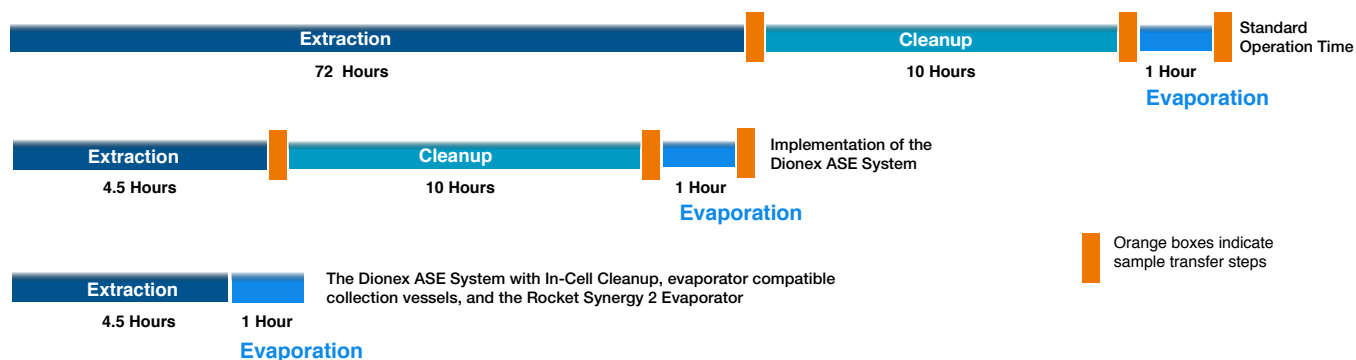 Extraction
Cleanup
Standard
Operation Time
72 Hours
10 Hours
1 Hour
Evaporation
Extraction
Cleanup
Implementation of the
Dionex ASE System
4.5 Hours
10 Hours
1 Hour
Evaporation
Orange boxes indicate
sample transfer steps
Extraction
The Dionex ASE System with In-Cell Cleanup, evaporator compatible
collection vessels, and the Rocket Synergy 2 Evaporator
4.5 Hours
1 Hour
Evaporation